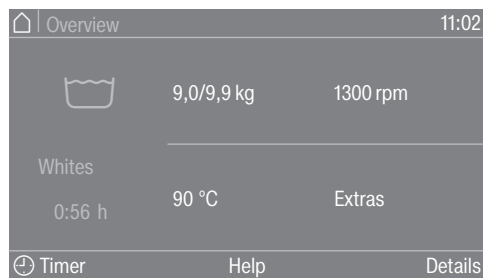 Overview 11:02
9,0/9,9 kg 1300 rpm
Whites
0:56 h
90 °C Extras
Timer Help Details